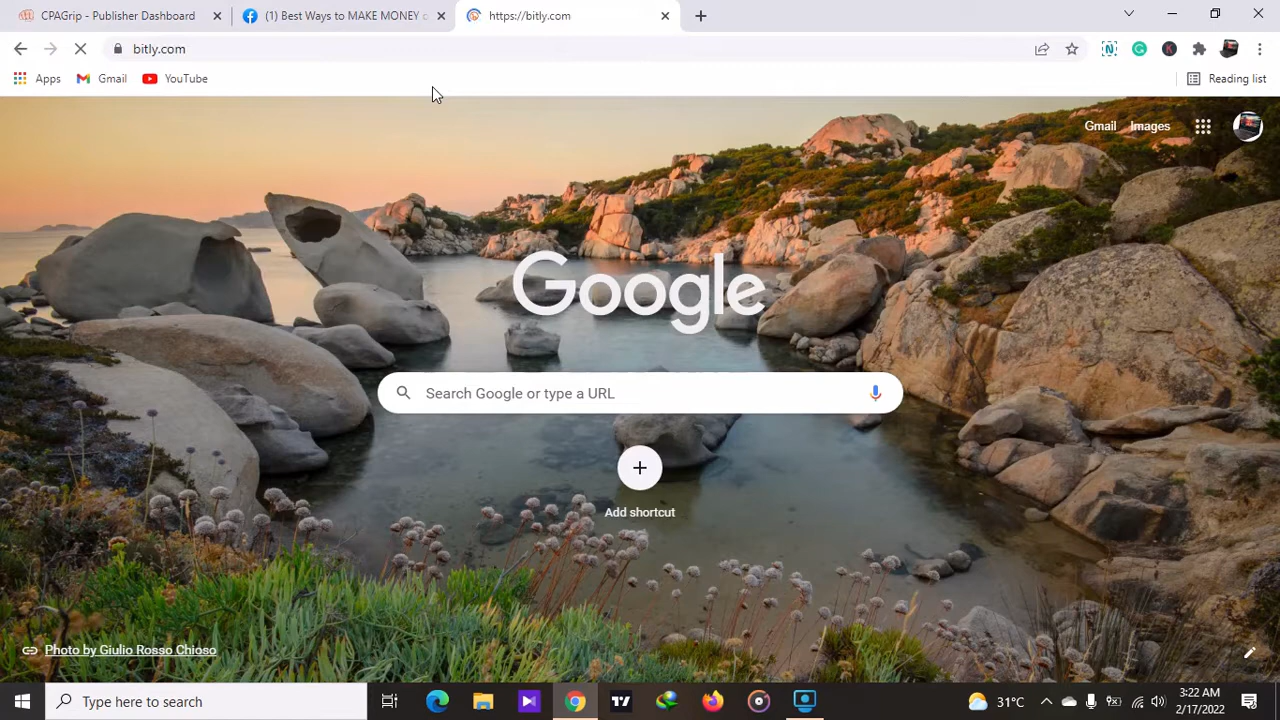 CPAGrip - Publisher Dashboard
(1) Best Ways to MAKE MONEY
https://bitly.com
bitly.com
Apps
Gmail
YouTube
Reading list
Gmail
Images
Google
Search Google or type a URL
Add shortcut
Photo by Giulio Rosso Chioso
Type here to search
31°C
3:22 AM
2/17/2022